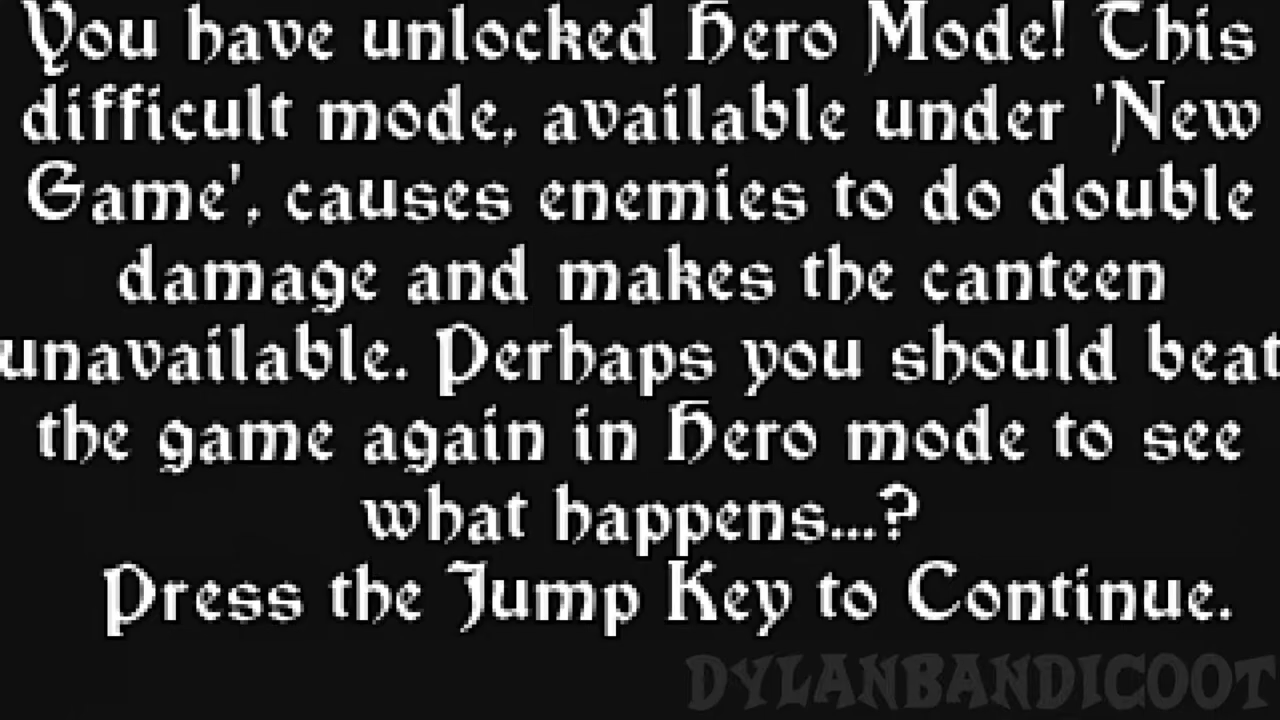 You have unlocked Hero Mode! This
difficult mode, available under 'New
Game', causes enemies to do double
damage and makes the canteen
unavailable. Perhaps you should beat
the game again in Hero mode to see
what happens...?
Press the Jump Key to Continue.
DYLANBANDICOOT